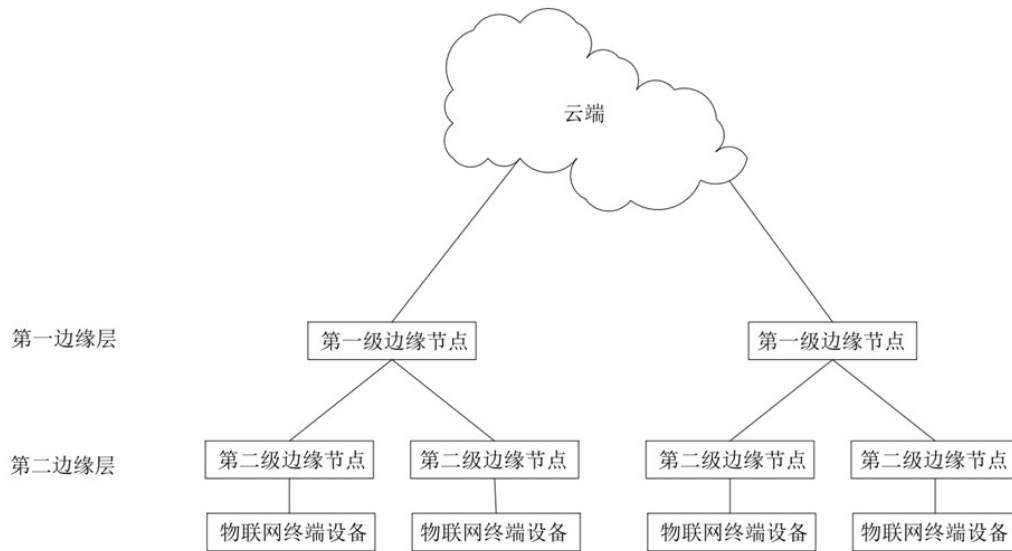 云端
第一边缘层
第一级边缘节点
第一级边缘节点
第二边缘层
第二级边缘节点
第二级边缘节点
第二级边缘节点
第二级边缘节点
物联网终端设备
物联网终端设备
物联网终端设备
物联网终端设备